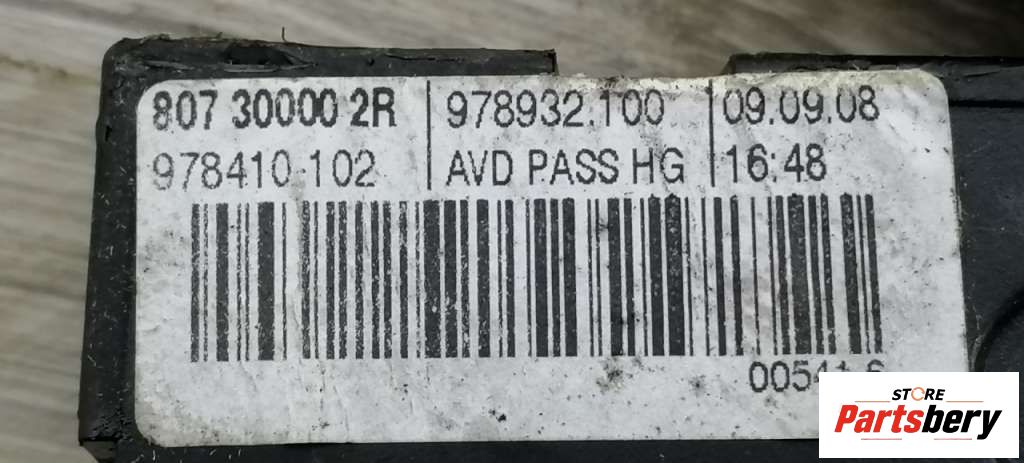 807 30000 2R
978932.100
09.09.08
978410.102
AVD PASS HG
16:48
STORE
Partsbery